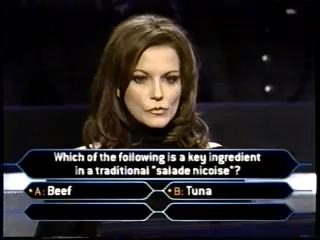 Which of the following is a key ingredient
in a traditional "salade nicoise"?
A: Beef
B: Tuna